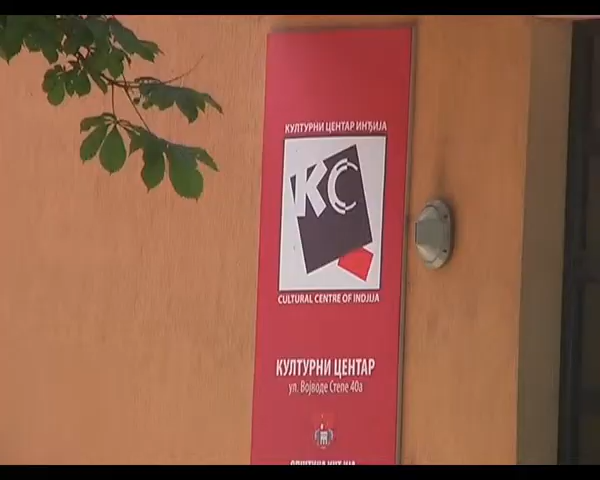 КУЛТУРНИ ЦЕНТАР ИНЂИЈА
KC
CULTURAL CENTRE OF INDJIJA
КУЛТУРНИ ЦЕНТАР
ул. Војводе Степе 40а